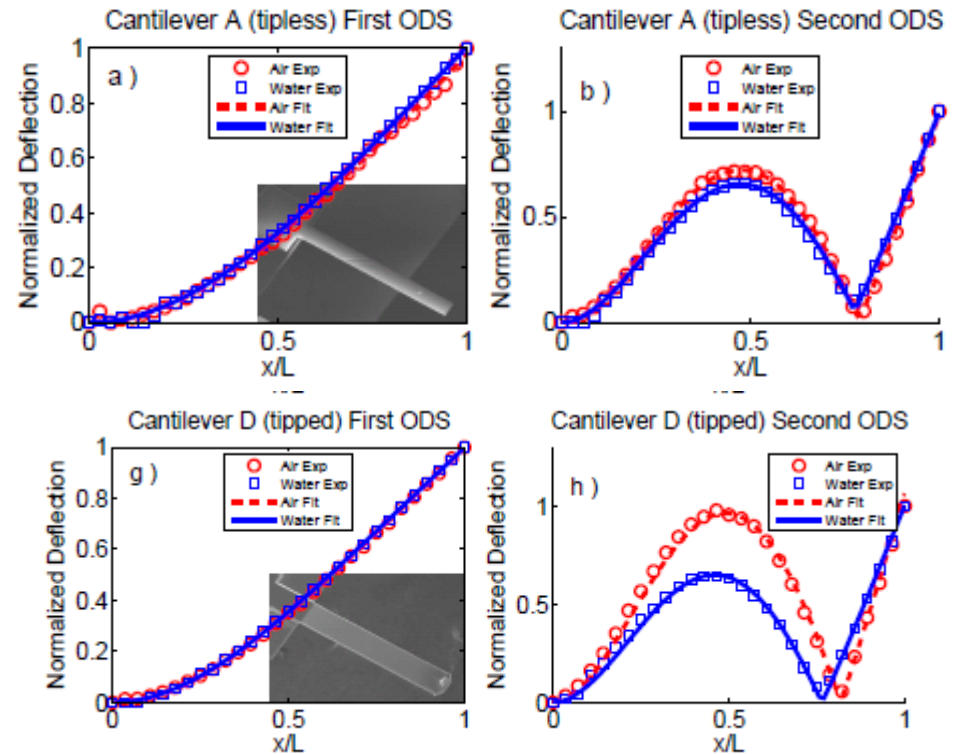 Cantilever A (tipless) First ODS
Cantilever A (tipless) Second ODS
a )
Air Exp
Water Exp
Air Fit
Water Fit
Normalized Deflection
1
0.8
0.6
0.4
0.2
0
0
0.5
1
x/L
b )
Air Exp
Water Exp
Air Fit
Water Fit
Normalized Deflection
1
0.5
0
0
0.5
1
x/L
Cantilever D (tipped) First ODS
Cantilever D (tipped) Second ODS
g )
Air Exp
Water Exp
Air Fit
Water Fit
Normalized Deflection
1
0.8
0.6
0.4
0.2
0
0
0.5
1
x/L
h )
Air Exp
Water Exp
Air Fit
Water Fit
Normalized Deflection
1
0.5
0
0
0.5
1
x/L